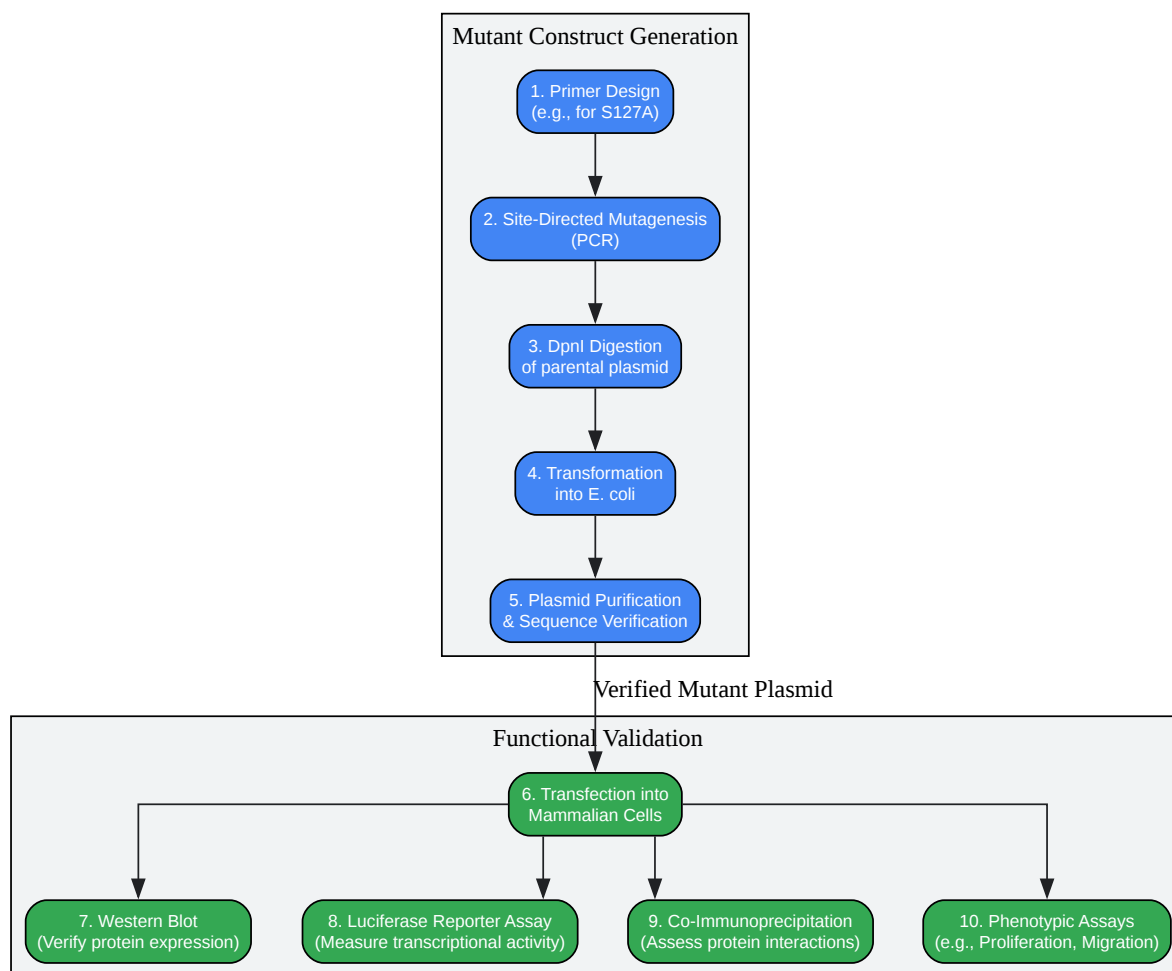 Mutant Construct Generation
1. Primer Design
(e.g., for S127A)
2. Site-Directed Mutagenesis
(PCR)
3. DpnI Digestion
of parental plasmid
4. Transformation
into E. coli
5. Plasmid Purification
& Sequence Verification
Verified Mutant Plasmid
Functional Validation
6. Transfection into
Mammalian Cells
7. Western Blot
(Verify protein expression)
8. Luciferase Reporter Assay
(Measure transcriptional activity)
9. Co-Immunoprecipitation
(Assess protein interactions)
10. Phenotypic Assays
(e.g., Proliferation, Migration)